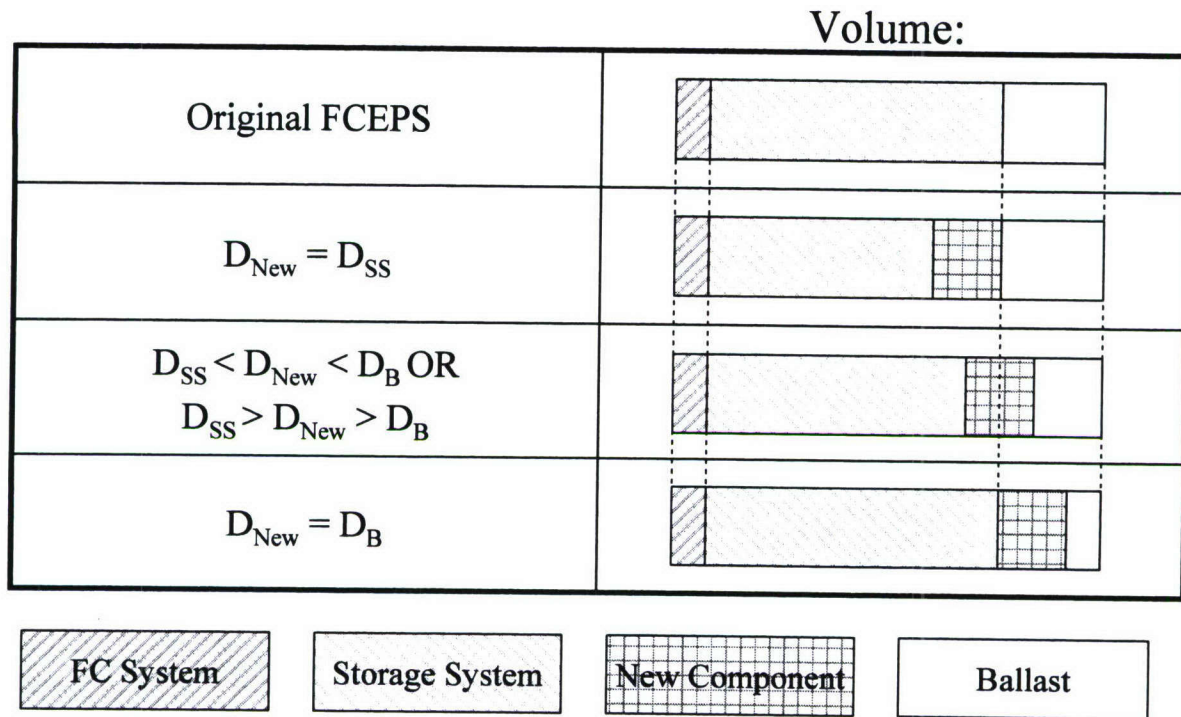 Volume:
Original FCEPS
D_New = D_SS
D_SS < D_New < D_B OR
D_SS > D_New > D_B
D_New = D_B
FC System
Storage System
New Component
Ballast